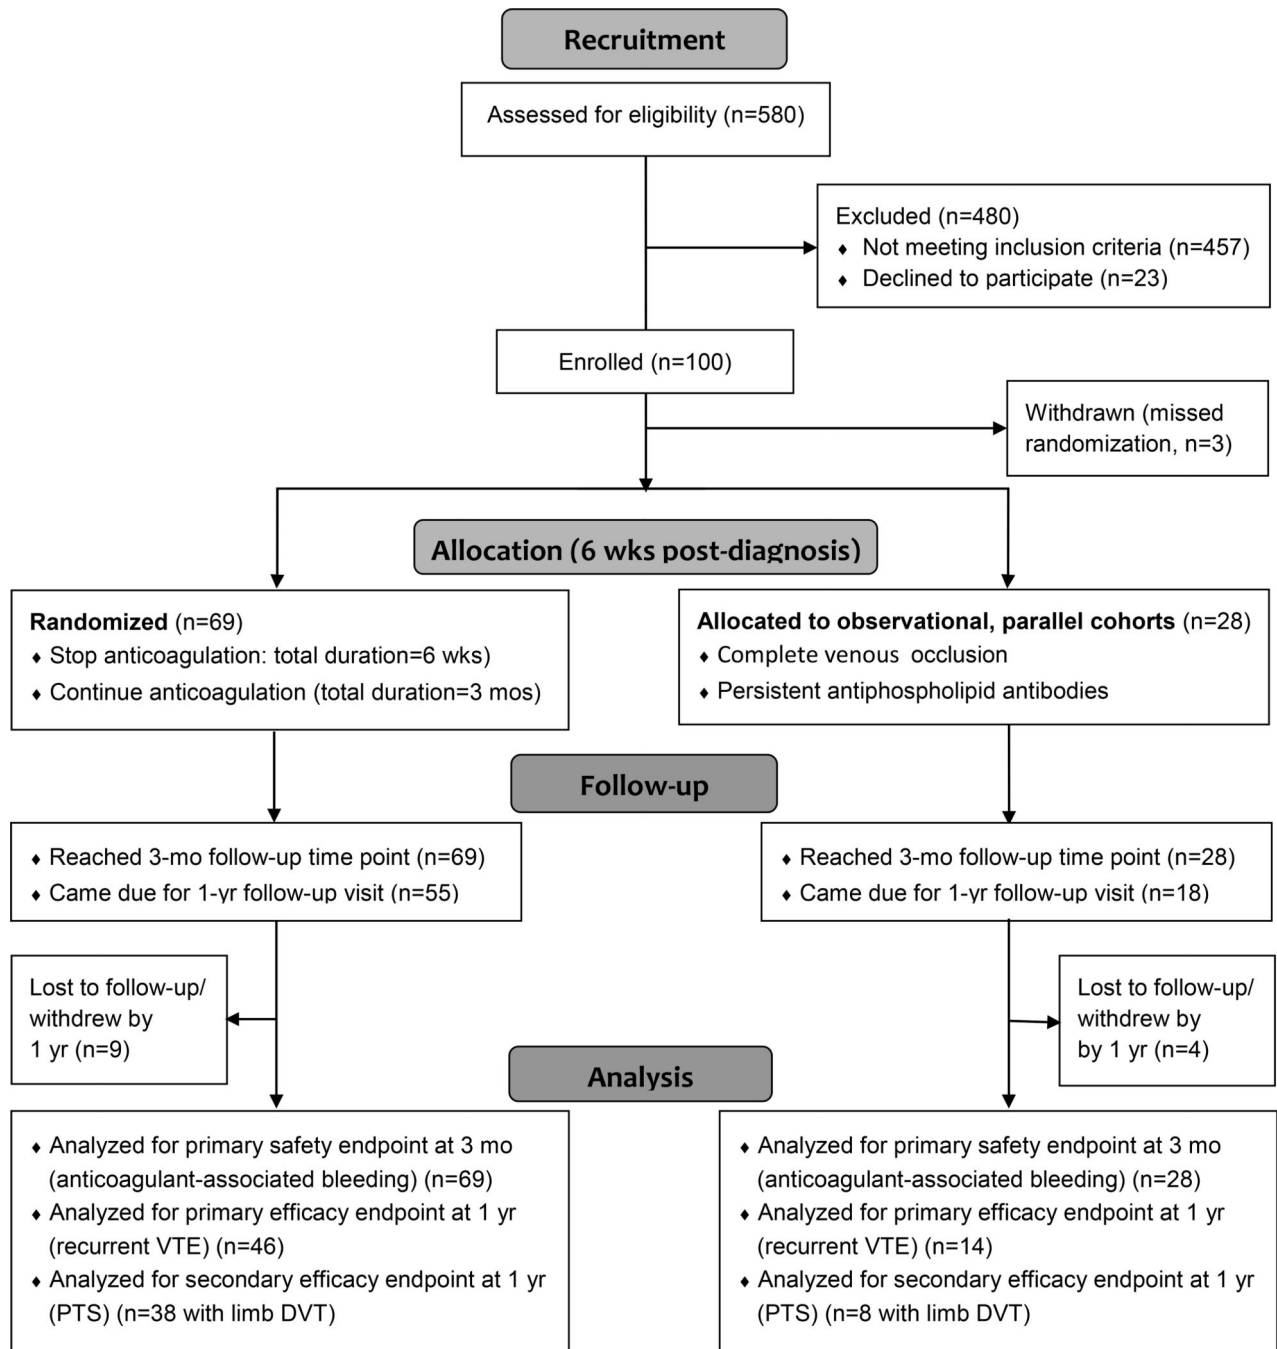 Recruitment
Assessed for eligibility (n=580)
Excluded (n=480)
♦ Not meeting inclusion criteria (n=457)
♦ Declined to participate (n=23)
Enrolled (n=100)
Withdrawn (missed
randomization, n=3)
Allocation (6 wks post-diagnosis)
Randomized (n=69)
♦ Stop anticoagulation: total duration=6 wks)
♦ Continue anticoagulation (total duration=3 mos)
Allocated to observational, parallel cohorts (n=28)
♦ Complete venous occlusion
♦ Persistent antiphospholipid antibodies
Follow-up
♦ Reached 3-mo follow-up time point (n=69)
♦ Came due for 1-yr follow-up visit (n=55)
♦ Reached 3-mo follow-up time point (n=28)
♦ Came due for 1-yr follow-up visit (n=18)
Lost to follow-up/
withdrew by
1 yr (n=9)
Lost to follow-up/
withdrew by
by 1 yr (n=4)
Analysis
♦ Analyzed for primary safety endpoint at 3 mo
(anticoagulant-associated bleeding) (n=69)
♦ Analyzed for primary efficacy endpoint at 1 yr
(recurrent VTE) (n=46)
♦ Analyzed for secondary efficacy endpoint at 1 yr
(PTS) (n=38 with limb DVT)
♦ Analyzed for primary safety endpoint at 3 mo
(anticoagulant-associated bleeding) (n=28)
♦ Analyzed for primary efficacy endpoint at 1 yr
(recurrent VTE) (n=14)
♦ Analyzed for secondary efficacy endpoint at 1 yr
(PTS) (n=8 with limb DVT)